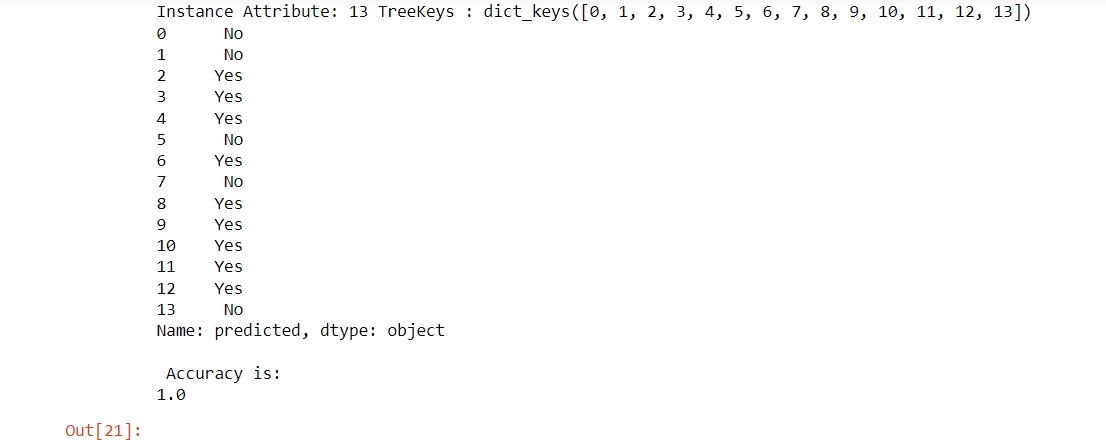 Instance Attribute: 13 TreeKeys : dict_keys([0, 1, 2, 3, 4, 5, 6, 7, 8, 9, 10, 11, 12, 13])
0      No
1      No
2     Yes
3     Yes
4     Yes
5      No
6     Yes
7      No
8     Yes
9     Yes
10    Yes
11    Yes
12    Yes
13     No
Name: predicted, dtype: object
Accuracy is:
1.0
Out[21]: